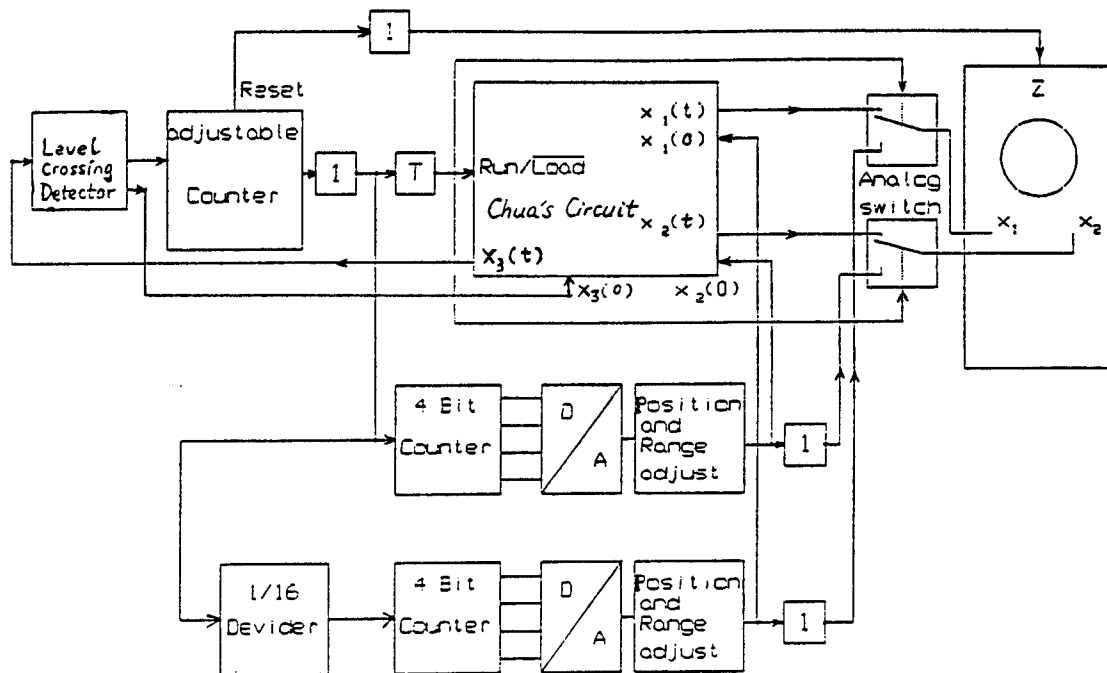 1
Reset
Z
adjustable
Counter
Level
Crossing
Detector
1
T
Run/Load
Chua's Circuit
x1(t)
x1(0)
x2(t)
X3(t)
x3(0)
x2(0)
Analog
switch
x1
x2
4 Bit
Counter
D
A
Position
and
Range
adjust
1
1/16
Devider
4 Bit
Counter
D
A
Position
and
Range
adjust
1